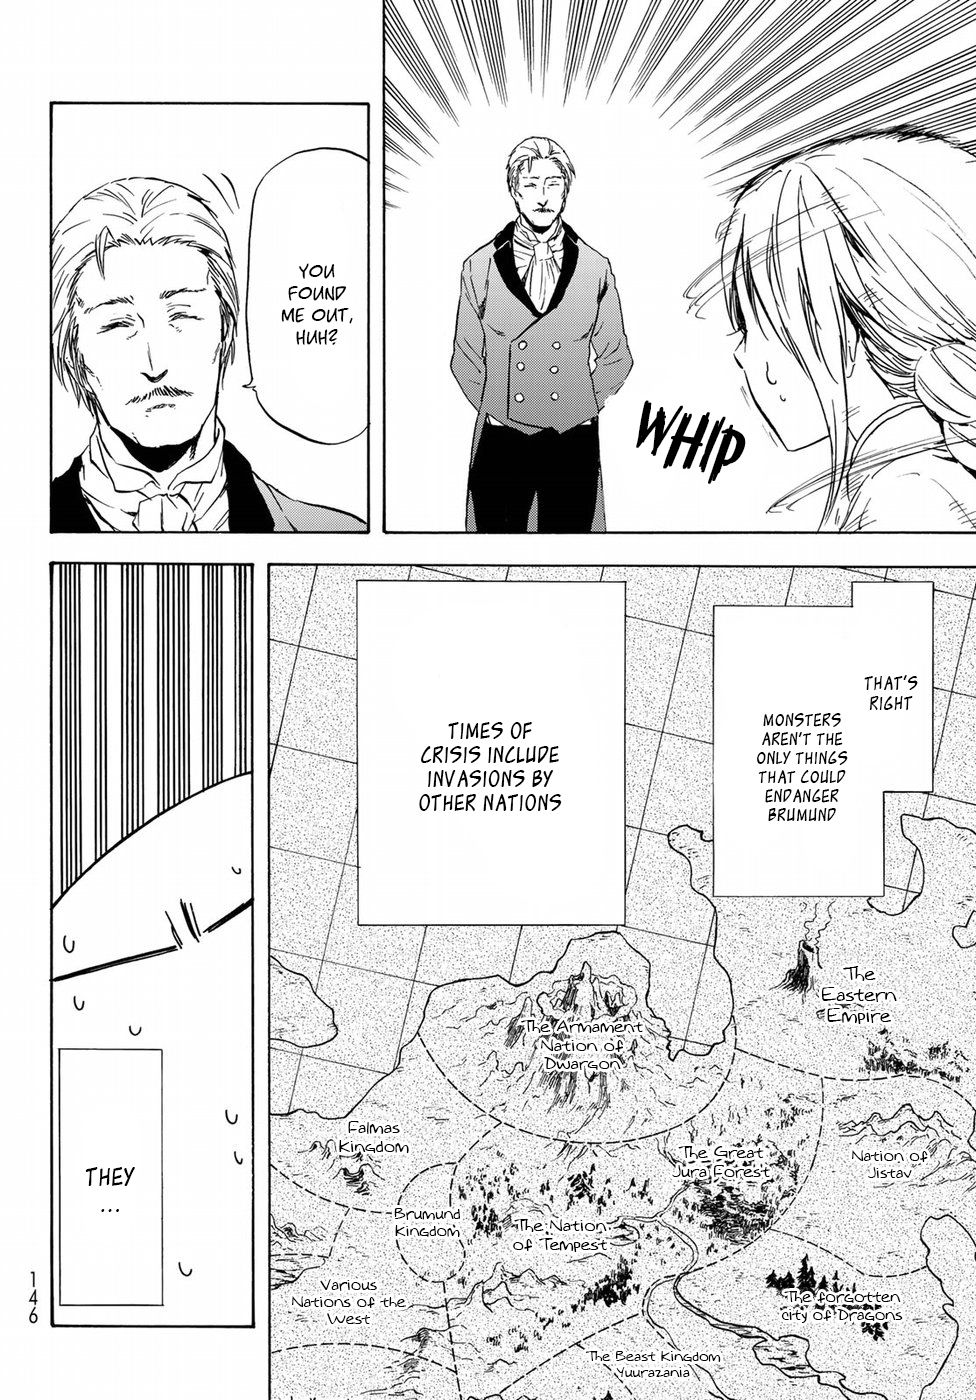 WHIP
YOU
FOUND
ME OUT,
HUH?
THAT'S
RIGHT
MONSTERS
AREN'T THE
ONLY THINGS
THAT COULD
ENDANGER
BRUMUND
TIMES OF
CRISIS INCLUDE
INVASIONS BY
OTHER NATIONS
The
Eastern
Empire
The Armament
Nation of
Dwargon
Falmas
Kingdom
The Great
Jura Forest
Nation of
Jistav
Brumund
Kingdom
The Nation
of Tempest
Various
Nations of the
West
The forgotten
city of Dragons
The Beast Kingdom
Yuurazania
THEY
...
146